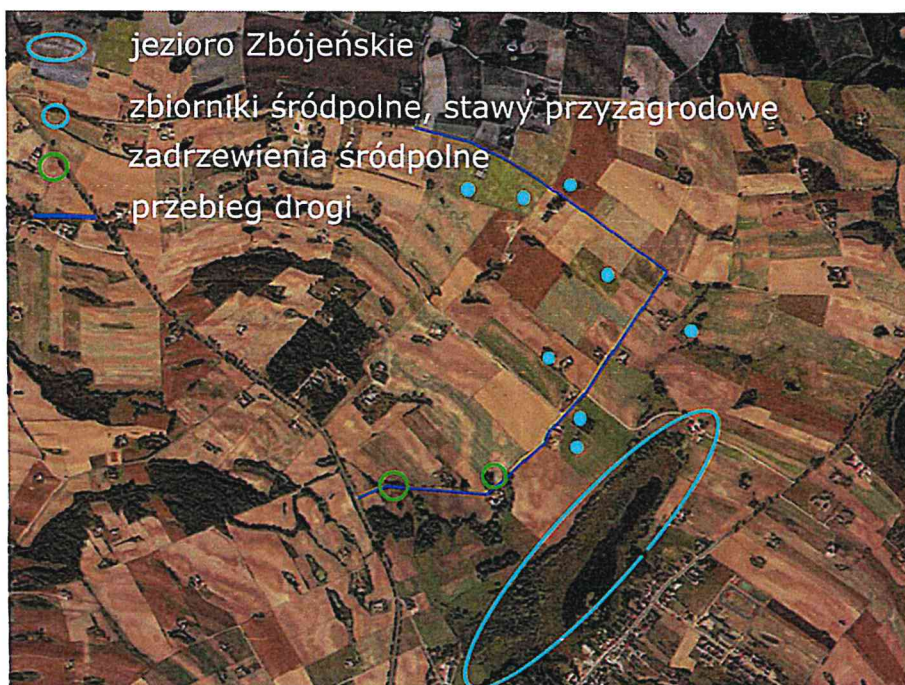 jezioro Zbójeńskie
zbiorniki śródpolne, stawy przyzagrodowe
zadrzewienia śródpolne
przebieg drogi